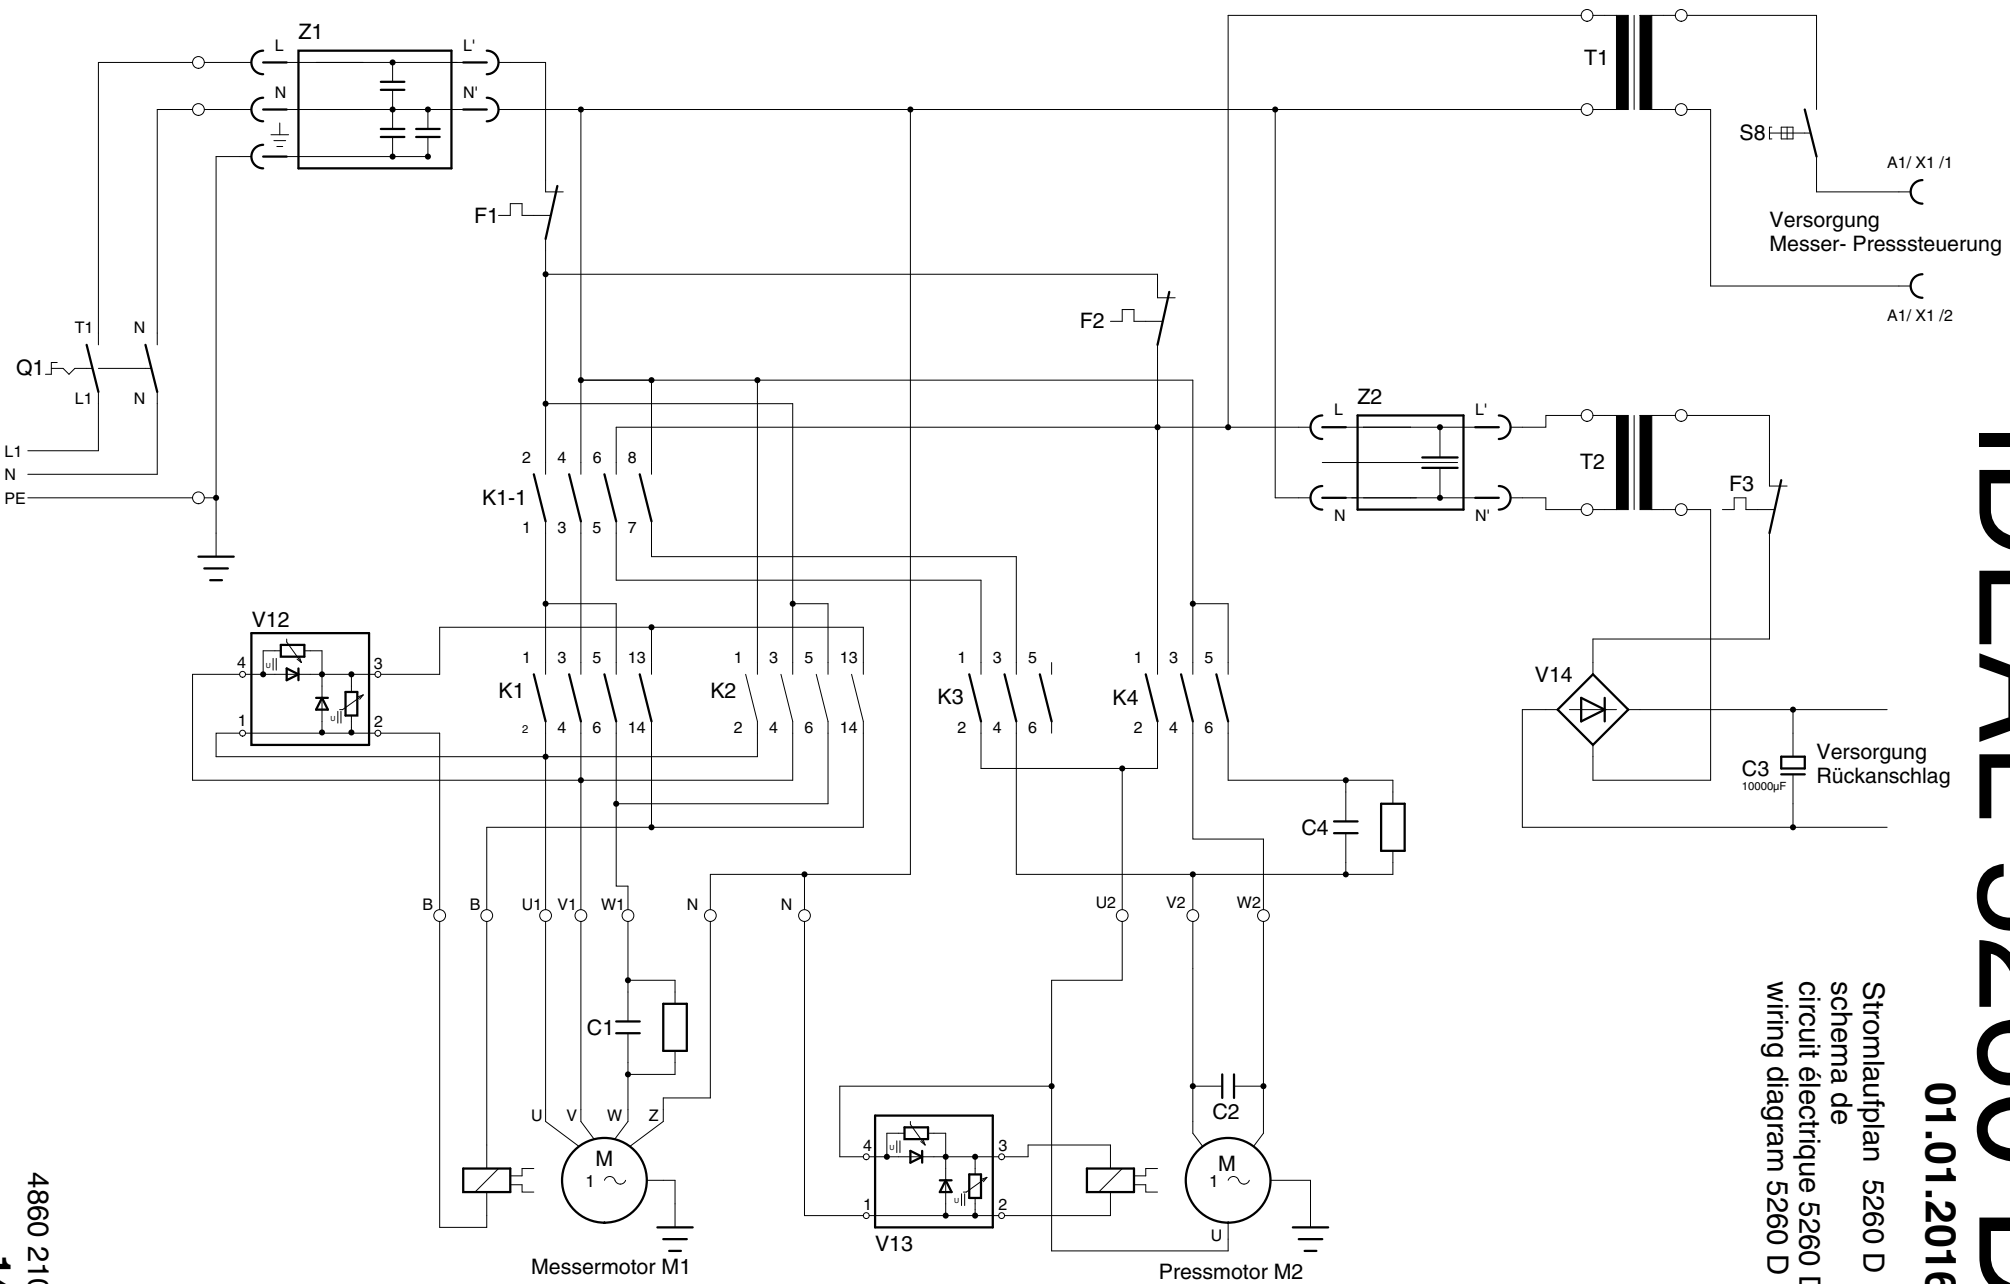 Z1
L L'
N N'
T1
S8
A1/ X1 /1
Versorgung
Messer- Presssteuerung
A1/ X1 /2
F1
F2
T1 N
Q1
L1 N
L1
N
PE
Z2
L L'
N N'
T2
F3
2 4 6 8
K1-1
1 3 5 7
V12
4 3
1 2
U
U
1 3 5 13
K1
2 4 6 14
1 3 5 13
K2
2 4 6 14
1 3 5
K3
2 4 6
1 3 5
K4
2 4 6
V14
C3
10000µF
Versorgung
Rückanschlag
C4
B B U1 V1 W1 N N U2 V2 W2
C1
C2
U V W Z
M
1
Messermotor M1
4 3
1 2
U
U
V13
M
1
U
Pressmotor M2
Stromlaufplan 5260 D
schema de
circuit électrique 5260 D
wiring diagram 5260 D
01.01.2016
IDEAL 5260 D
4860 210